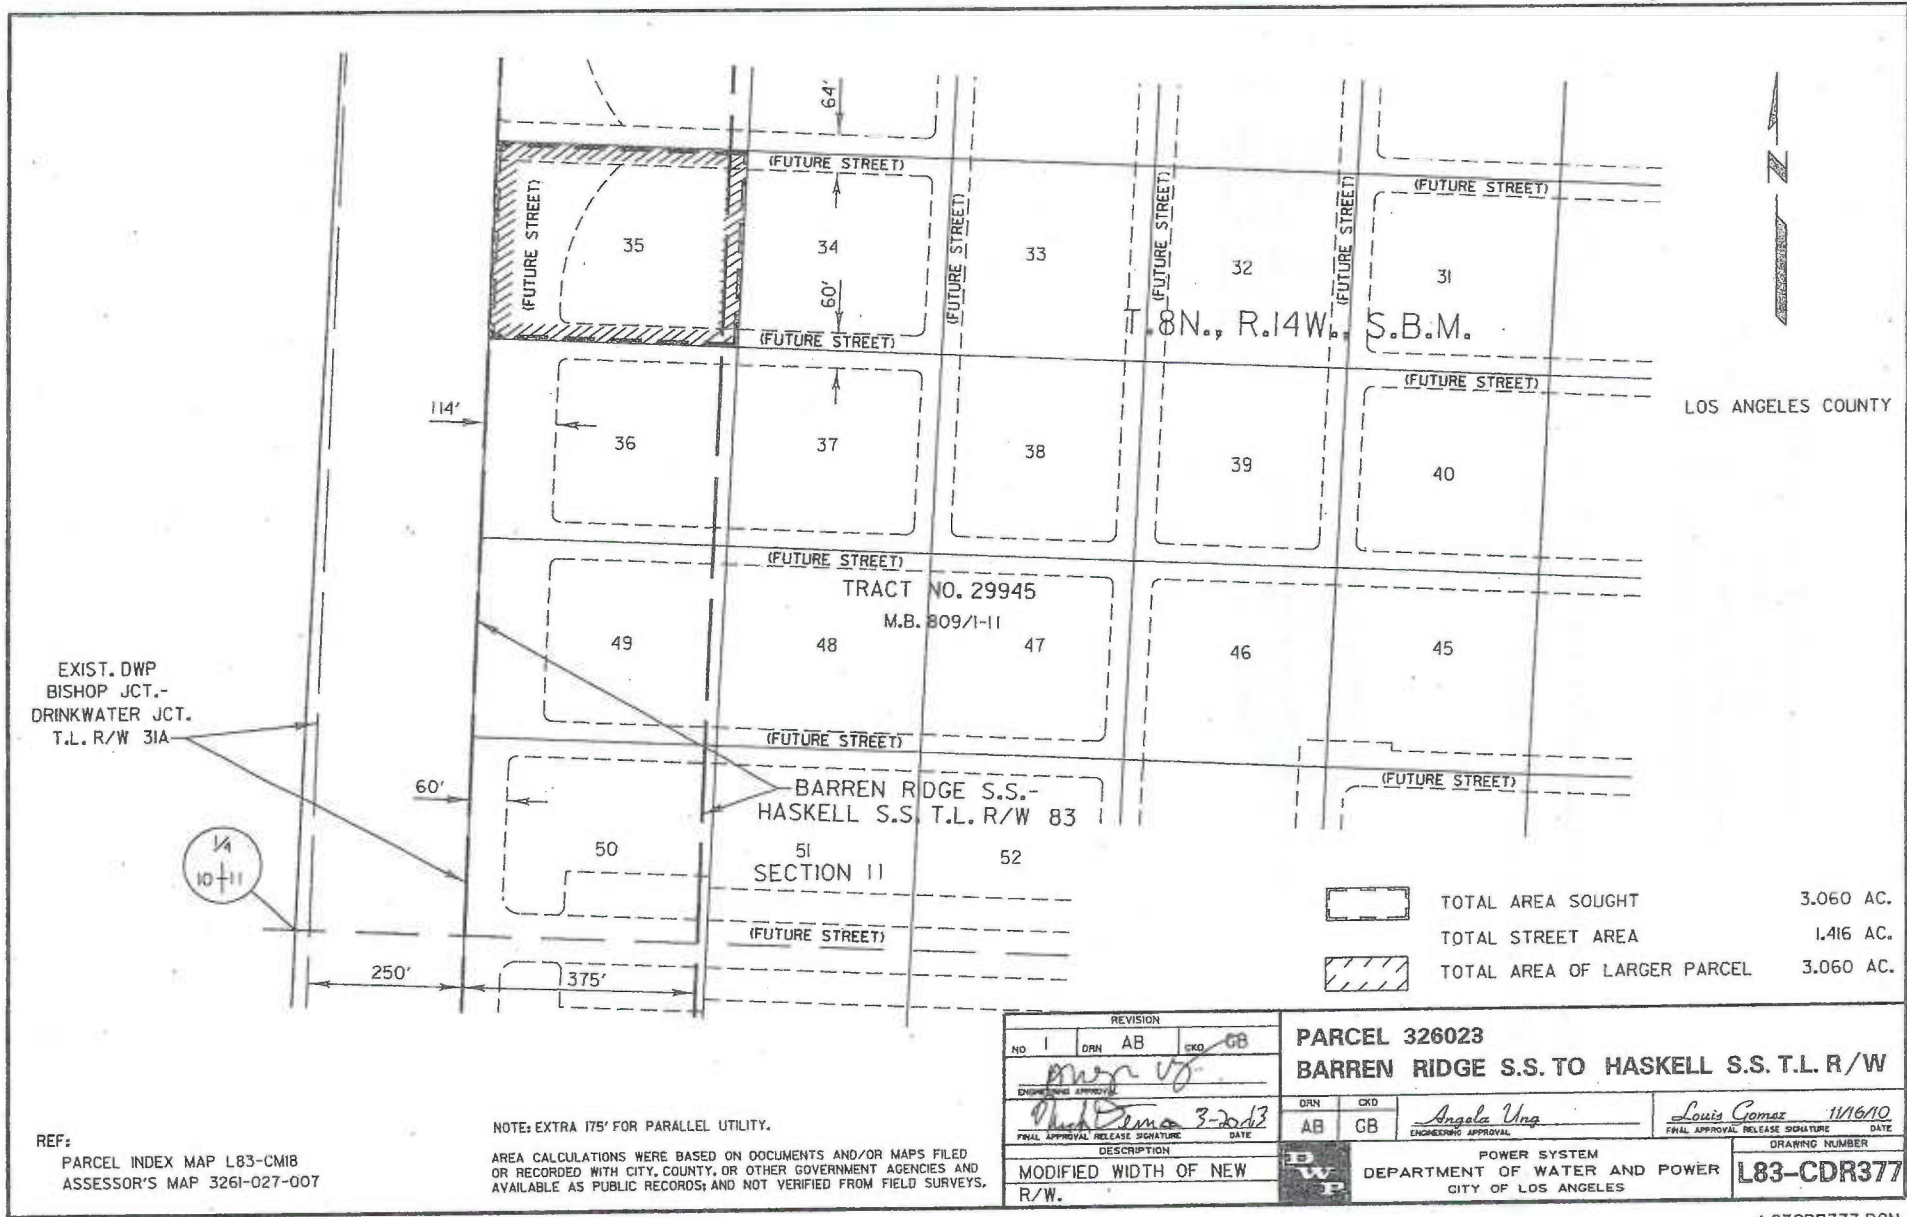 64'
(FUTURE STREET)
(FUTURE STREET)
(FUTURE STREET)
(FUTURE STREET)
(FUTURE STREET)
(FUTURE STREET)
35
34
33
32
31
60'
T.8N., R.14W., S.B.M.
N
(FUTURE STREET)
(FUTURE STREET)
LOS ANGELES COUNTY
114'
36
37
38
39
40
(FUTURE STREET)
TRACT NO. 29945
M.B. 809/1-11
49
48
47
46
45
EXIST. DWP
BISHOP JCT.-
DRINKWATER JCT.
T.L. R/W 31A
(FUTURE STREET)
(FUTURE STREET)
60'
BARREN RIDGE S.S.-
HASKELL S.S. T.L. R/W 83
1/4
10 11
50
51
52
SECTION 11
(FUTURE STREET)
250'
375'
TOTAL AREA SOUGHT 3.060 AC.
TOTAL STREET AREA 1.416 AC.
TOTAL AREA OF LARGER PARCEL 3.060 AC.
REVISION
NO 1 DRN AB CKD GB
ENGINEERING APPROVAL
3-20-13
FINAL APPROVAL RELEASE SIGNATURE DATE
DESCRIPTION
MODIFIED WIDTH OF NEW
R/W.
PARCEL 326023
BARREN RIDGE S.S. TO HASKELL S.S. T.L. R/W
DRN CKD
AB GB
Angela Ung
ENGINEERING APPROVAL
Louis Gomez 11/16/10
FINAL APPROVAL RELEASE SIGNATURE DATE
DWP
POWER SYSTEM
DEPARTMENT OF WATER AND POWER
CITY OF LOS ANGELES
DRAWING NUMBER
L83-CDR377
NOTE: EXTRA 175' FOR PARALLEL UTILITY.
AREA CALCULATIONS WERE BASED ON DOCUMENTS AND/OR MAPS FILED
OR RECORDED WITH CITY, COUNTY, OR OTHER GOVERNMENT AGENCIES AND
AVAILABLE AS PUBLIC RECORDS; AND NOT VERIFIED FROM FIELD SURVEYS.
REF:
PARCEL INDEX MAP L83-CM18
ASSESSOR'S MAP 3261-027-007